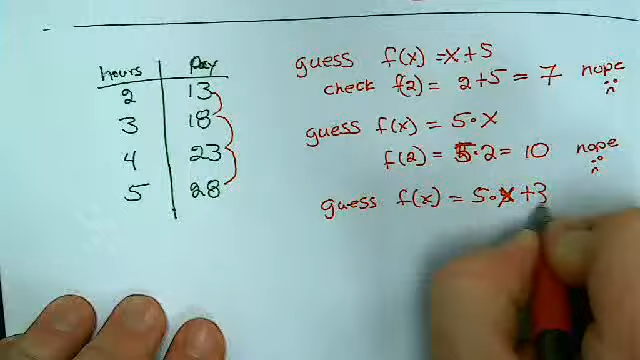 hours Pay
2 13
3 18
4 23
5 28
guess f(x) = x + 5
check f(2) = 2 + 5 = 7 nope
guess f(x) = 5 · x
f(2) = 5 · 2 = 10 nope
guess f(x) = 5 · x + 3